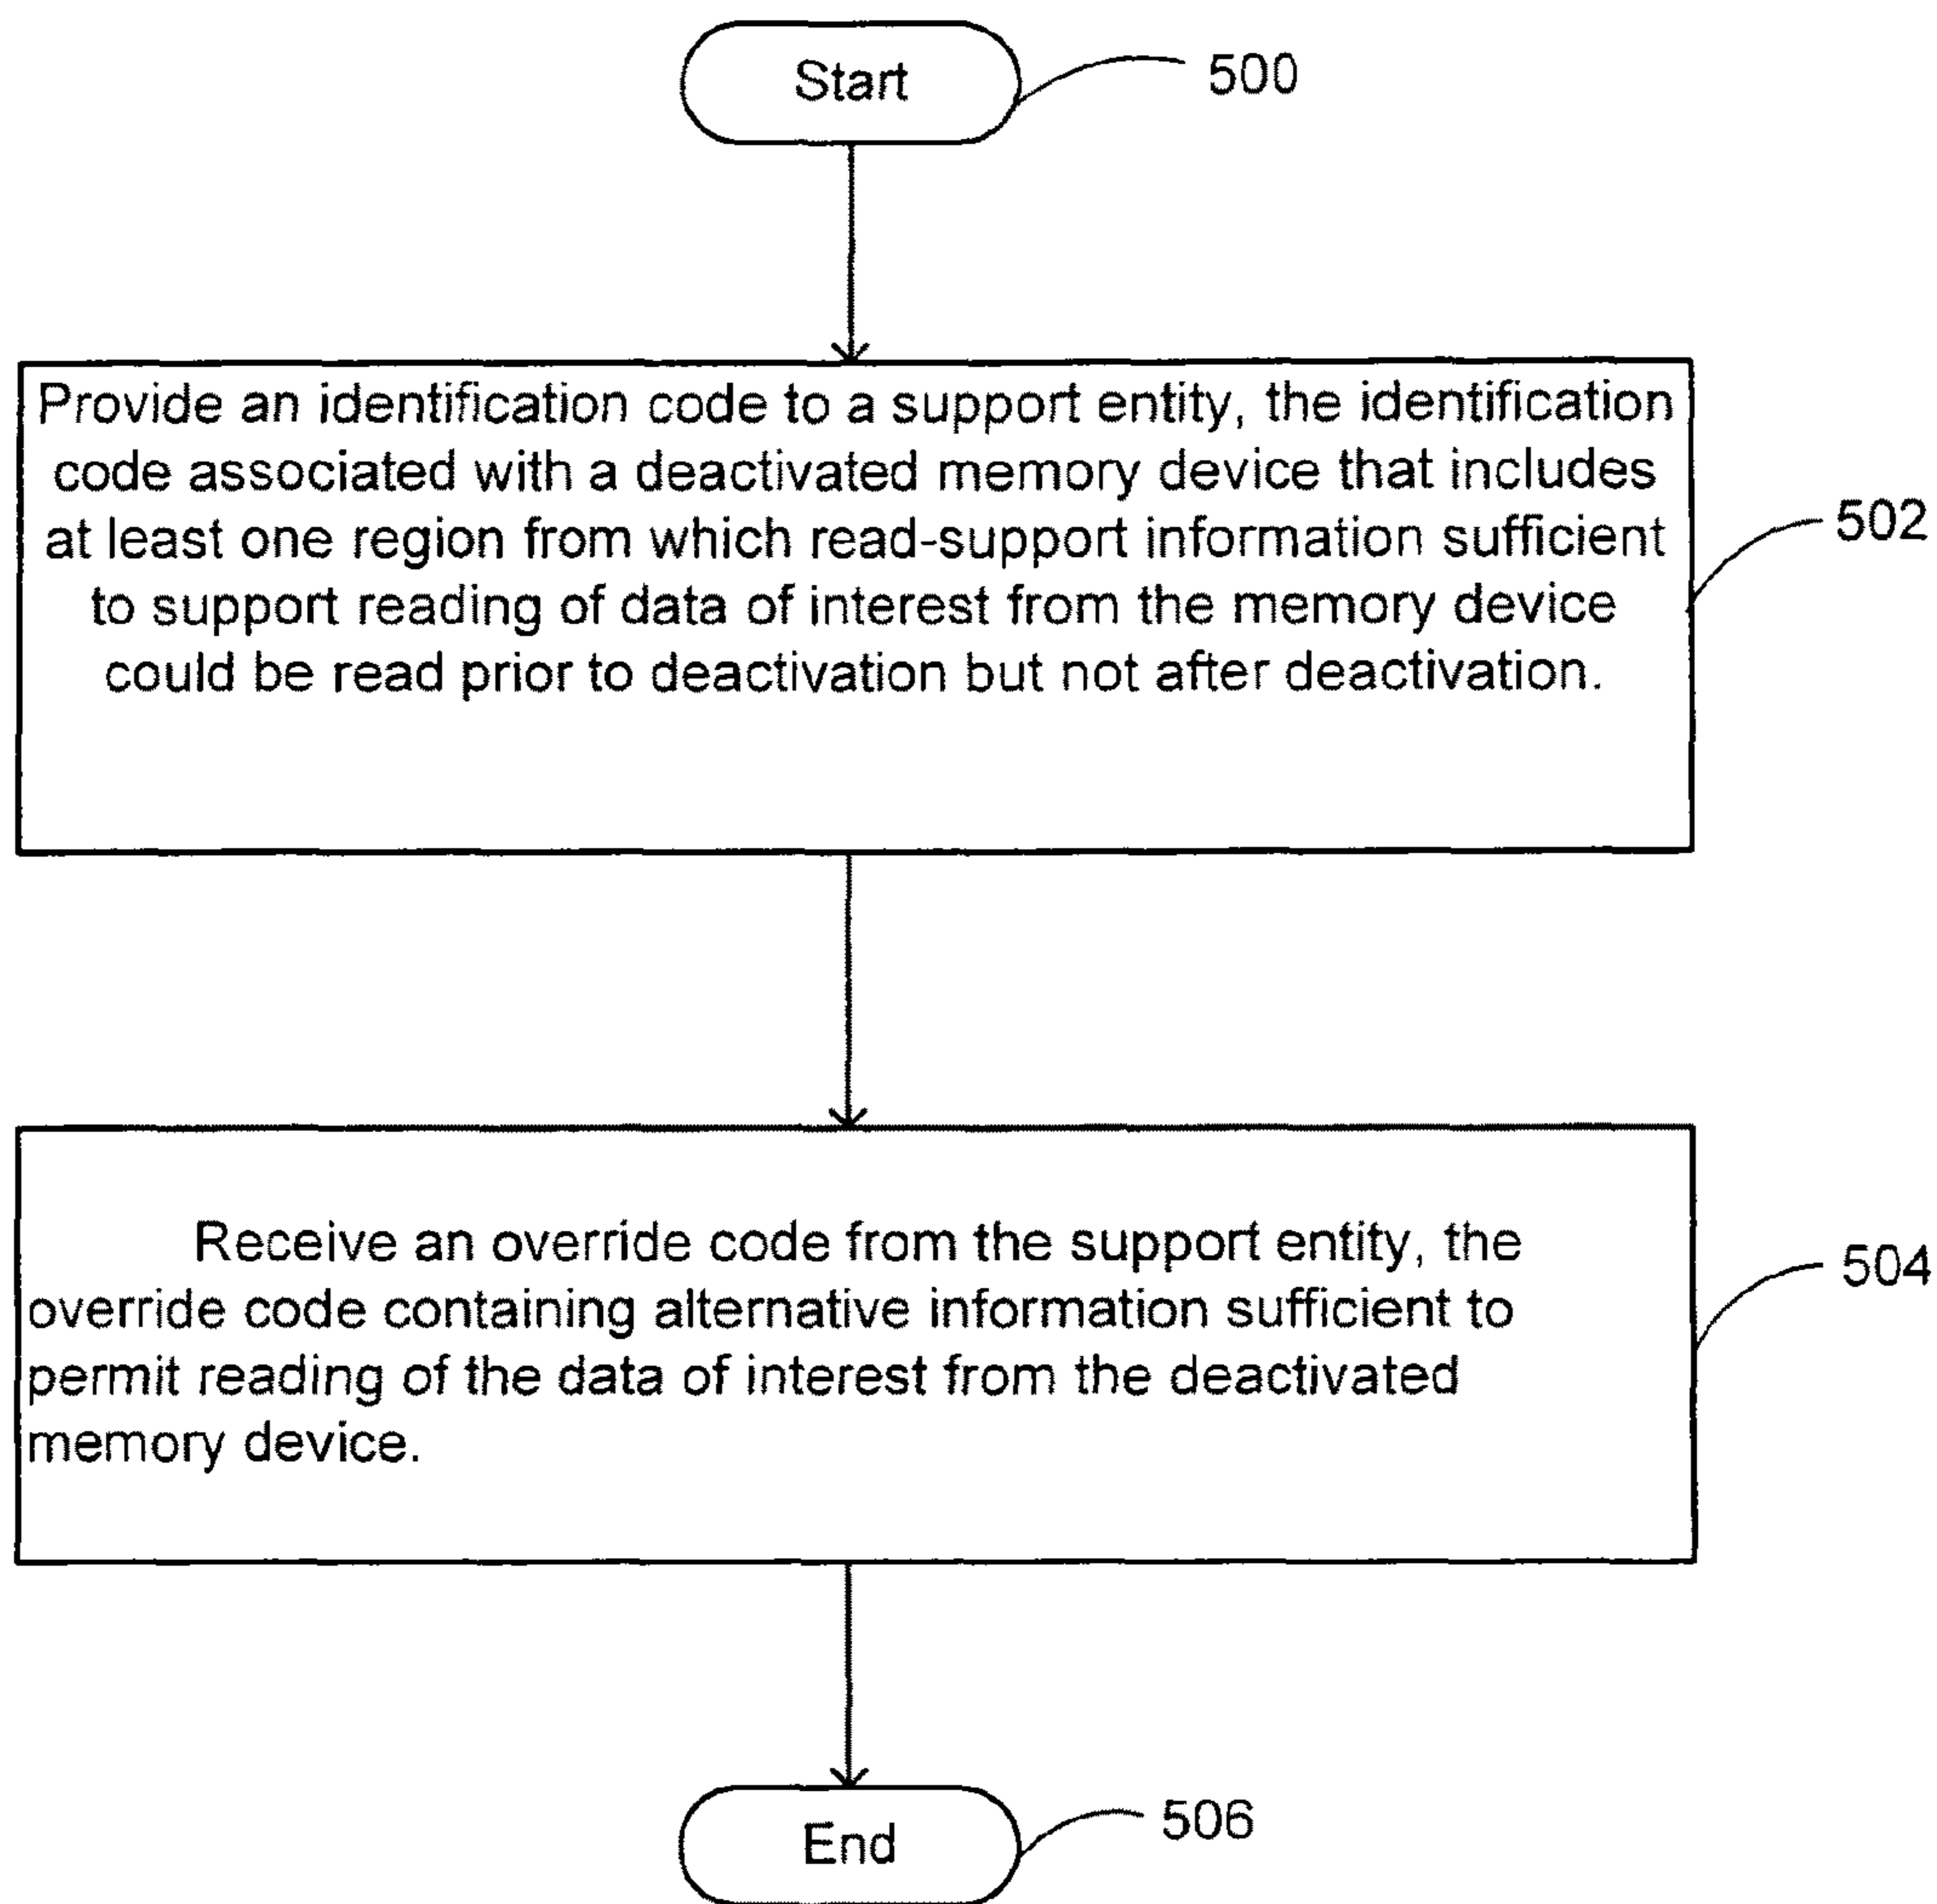 Start
500
Provide an identification code to a support entity, the identification
code associated with a deactivated memory device that includes
at least one region from which read-support information sufficient
to support reading of data of interest from the memory device
could be read prior to deactivation but not after deactivation.
502
Receive an override code from the support entity, the
override code containing alternative information sufficient to
permit reading of the data of interest from the deactivated
memory device.
504
End
506